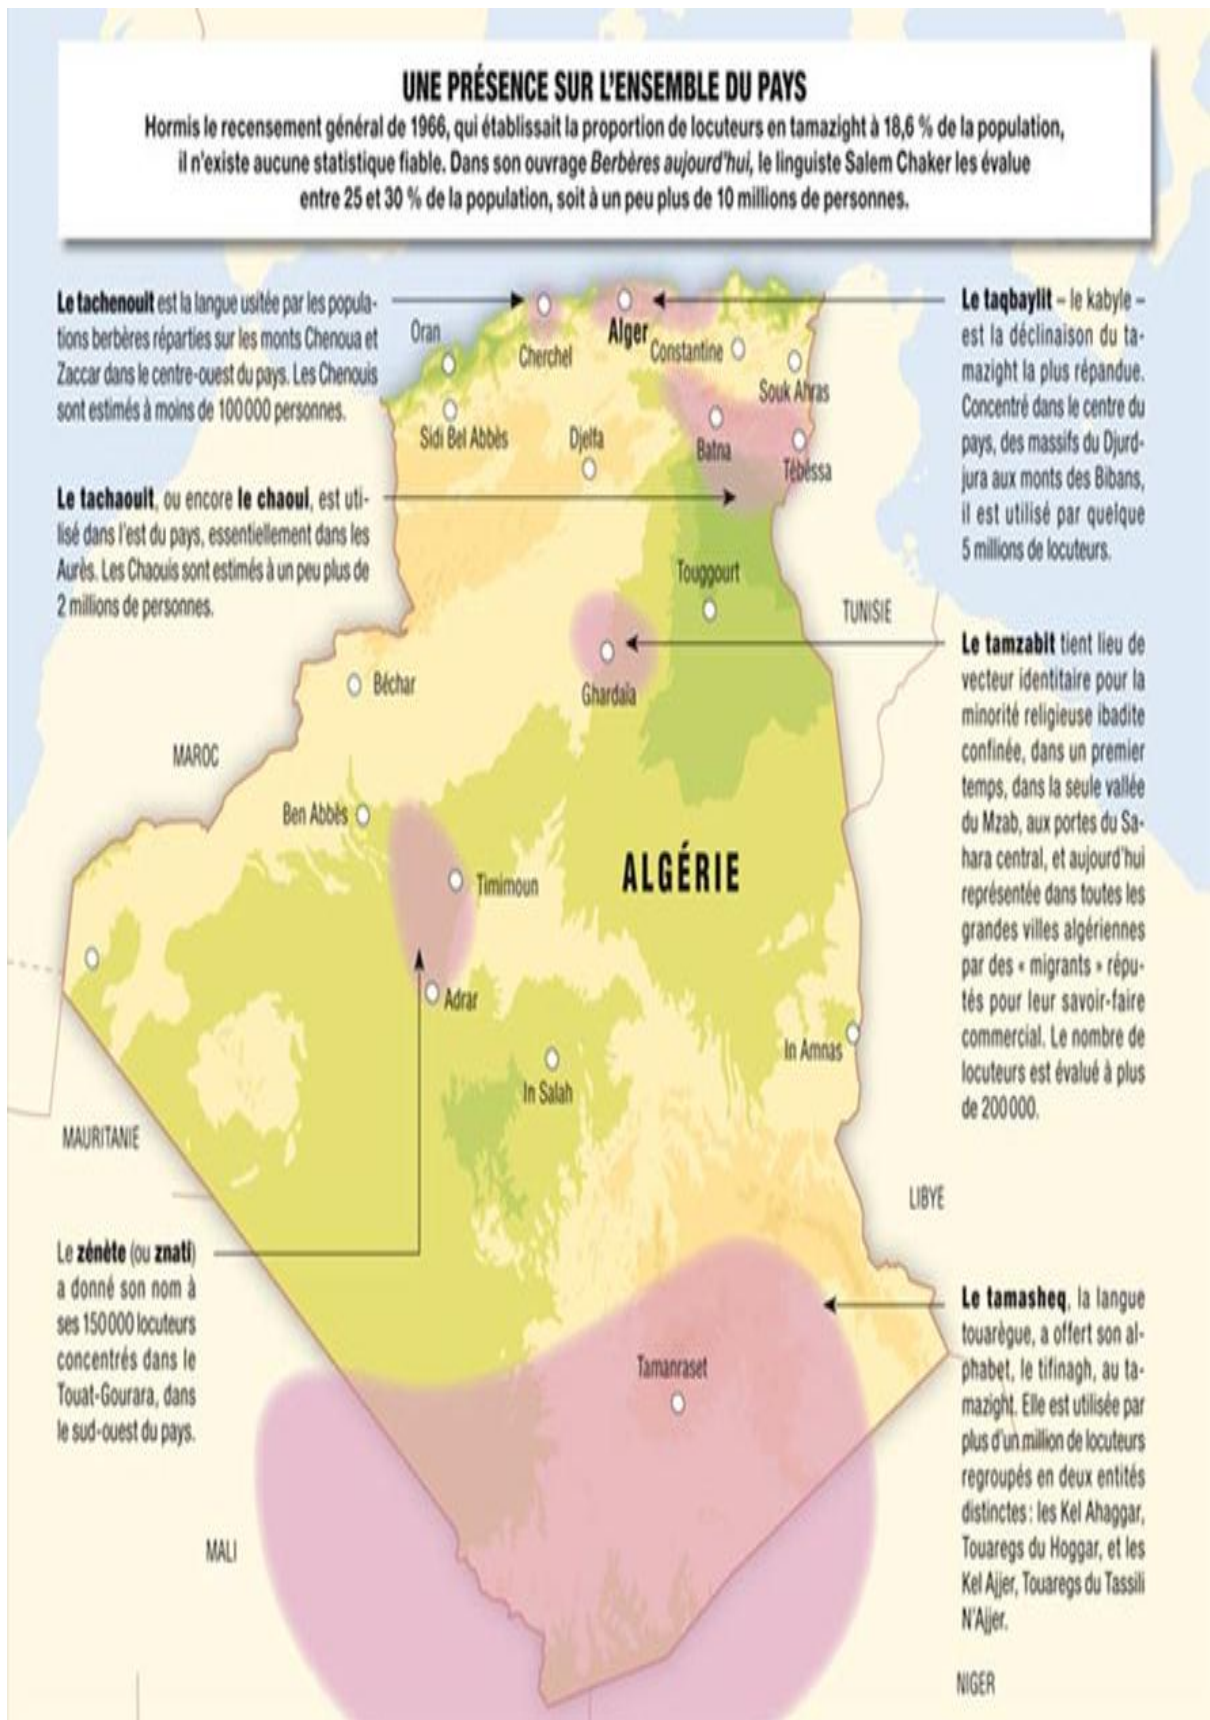 UNE PRÉSENCE SUR L'ENSEMBLE DU PAYS
Hormis le recensement général de 1966, qui établissait la proportion de locuteurs en tamazight à 18,6 % de la population,
il n'existe aucune statistique fiable. Dans son ouvrage Berbères aujourd'hui, le linguiste Salem Chaker les évalue
entre 25 et 30 % de la population, soit à un peu plus de 10 millions de personnes.
Le tachenouit est la langue usitée par les popula-
tions berbères réparties sur les monts Chenoua et
Zaccar dans le centre-ouest du pays. Les Chenouis
sont estimés à moins de 100 000 personnes.
Le tachaouit, ou encore le chaoui, est uti-
lisé dans l'est du pays, essentiellement dans les
Aurès. Les Chaouis sont estimés à un peu plus de
2 millions de personnes.
Le taqbaylit – le kabyle –
est la déclinaison du ta-
mazight la plus répandue.
Concentré dans le centre du
pays, des massifs du Djurd-
jura aux monts des Bibans,
il est utilisé par quelque
5 millions de locuteurs.
Le tamzabit tient lieu de
vecteur identitaire pour la
minorité religieuse ibadite
confinée, dans un premier
temps, dans la seule vallée
du Mzab, aux portes du Sa-
hara central, et aujourd'hui
représentée dans toutes les
grandes villes algériennes
par des « migrants » répu-
tés pour leur savoir-faire
commercial. Le nombre de
locuteurs est évalué à plus
de 200 000.
Le zénète (ou znati)
a donné son nom à
ses 150 000 locuteurs
concentrés dans le
Touat-Gourara, dans
le sud-ouest du pays.
Le tamasheq, la langue
touarègue, a offert son al-
phabet, le tifinagh, au ta-
mazight. Elle est utilisée par
plus d'un million de locuteurs
regroupés en deux entités
distinctes : les Kel Ahaggar,
Touaregs du Hoggar, et les
Kel Ajjer, Touaregs du Tassili
N'Ajjer.
Oran
Cherchel
Alger
Constantine
Souk Ahras
Sidi Bel Abbès
Djelfa
Batna
Tébessa
Touggourt
TUNISIE
Ghardaïa
Béchar
MAROC
Ben Abbès
Timimoun
ALGÉRIE
Adrar
In Amnas
In Salah
MAURITANIE
LIBYE
Tamanraset
MALI
NIGER